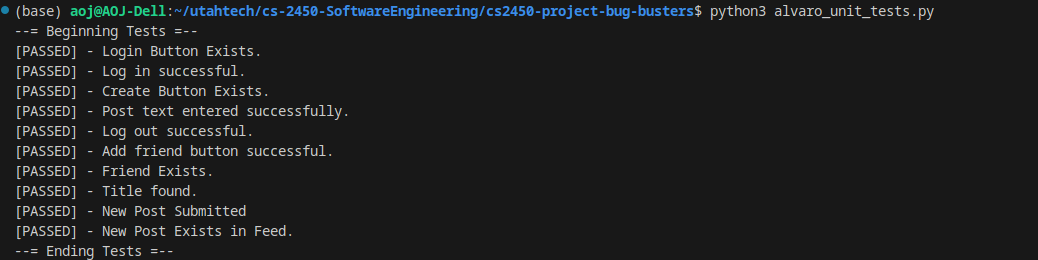 (base) aoj@AOJ-Dell:~/utahtech/cs-2450-SoftwareEngineering/cs2450-project-bug-busters$ python3 alvaro_unit_tests.py
--= Beginning Tests =--
[PASSED] - Login Button Exists.
[PASSED] - Log in successful.
[PASSED] - Create Button Exists.
[PASSED] - Post text entered successfully.
[PASSED] - Log out successful.
[PASSED] - Add friend button successful.
[PASSED] - Friend Exists.
[PASSED] - Title found.
[PASSED] - New Post Submitted
[PASSED] - New Post Exists in Feed.
--= Ending Tests =--